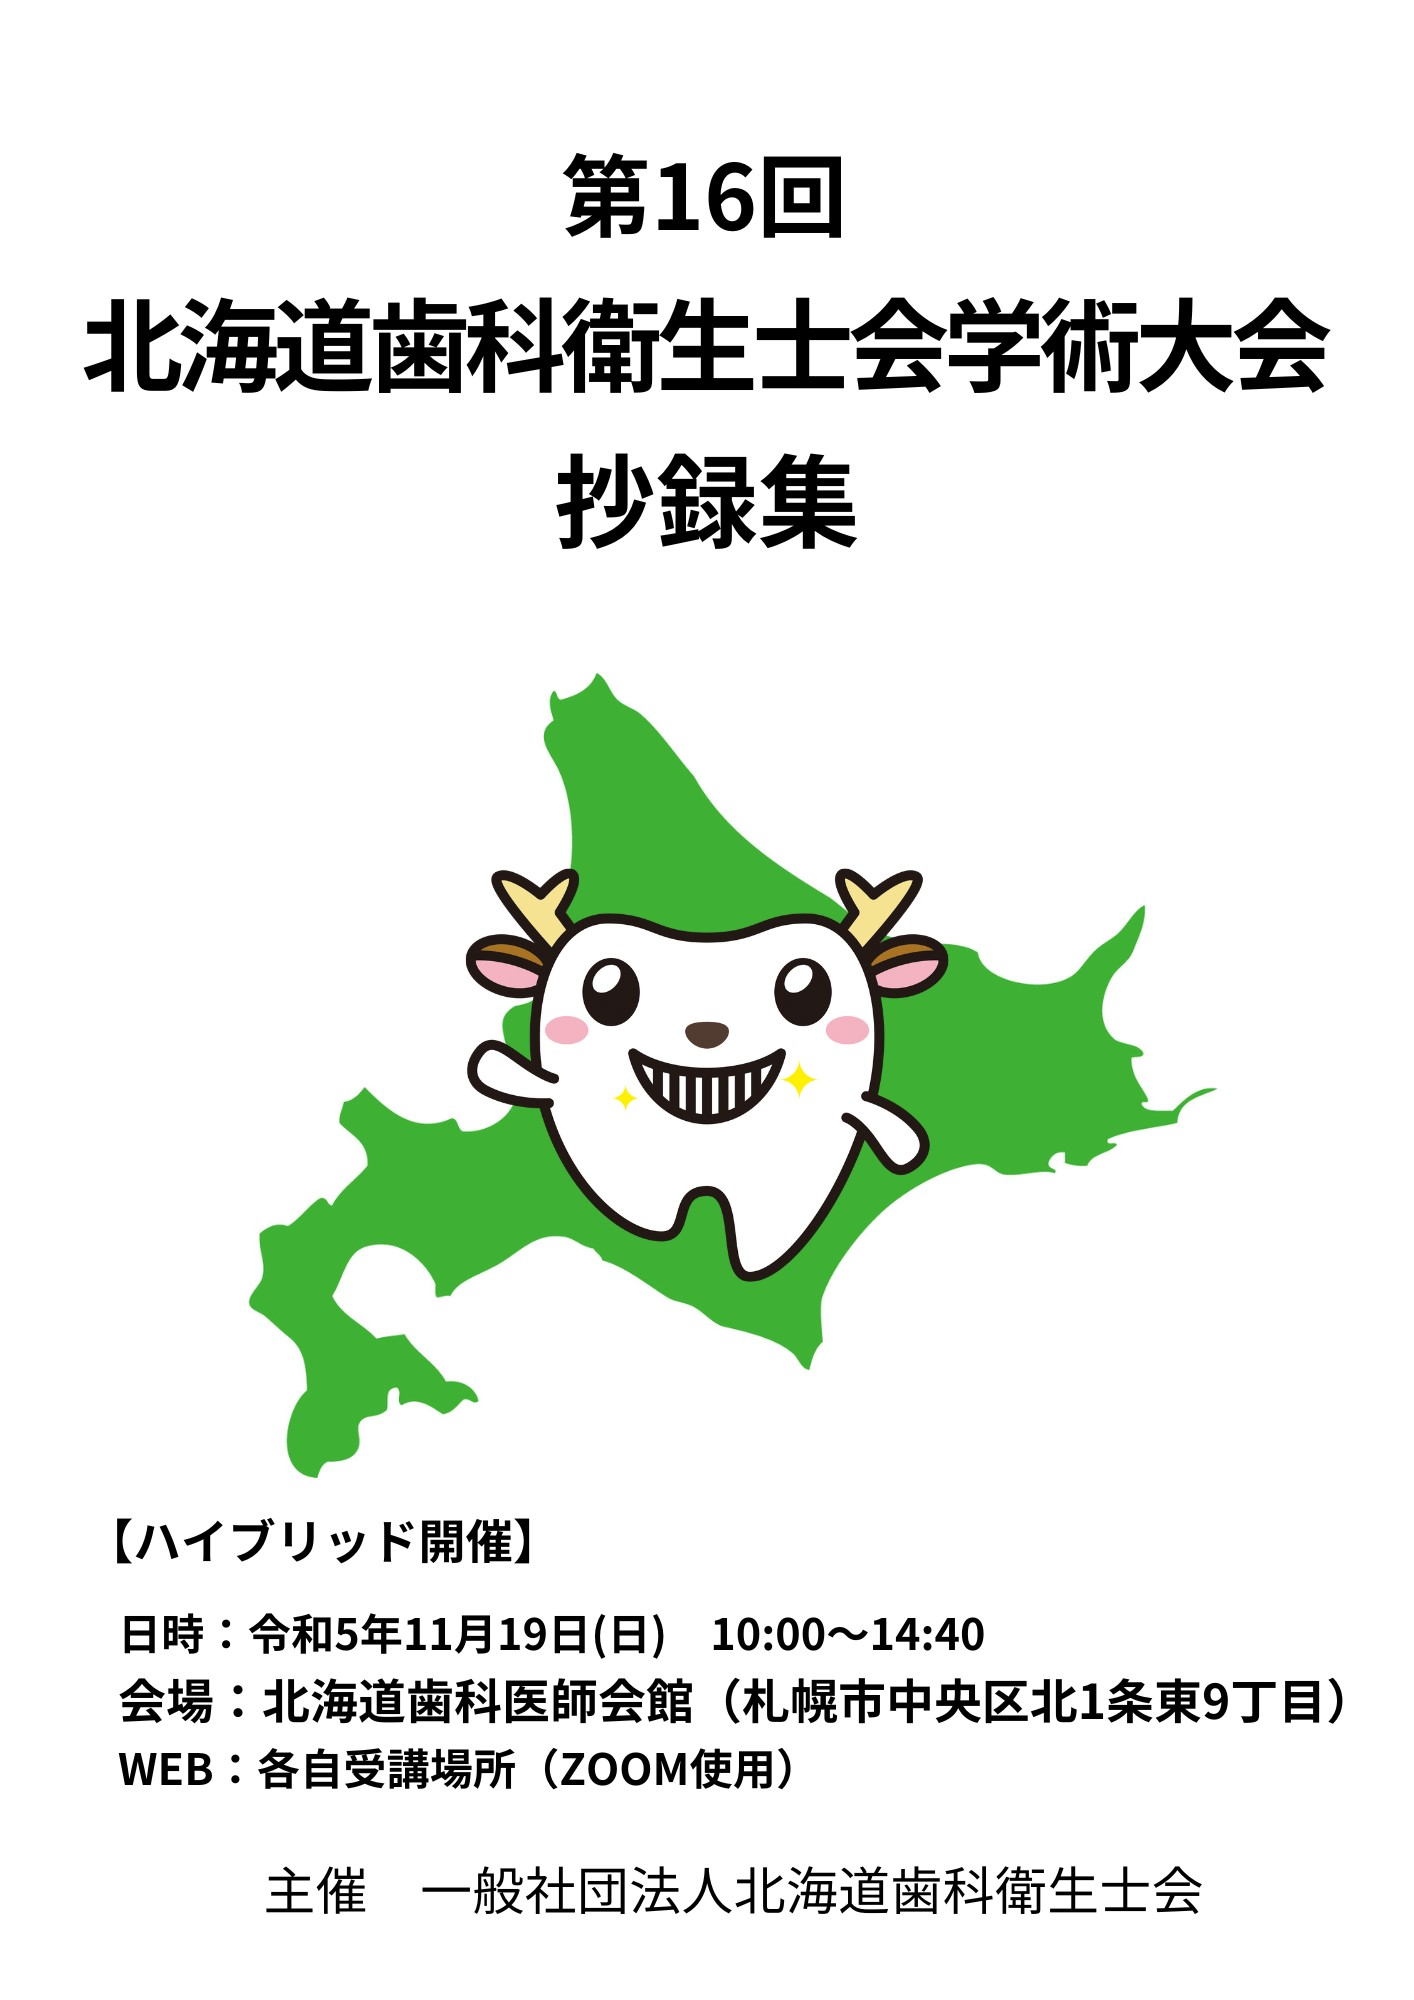 第16回
北海道歯科衛生士会学術大会
抄録集
【ハイブリッド開催】
日時：令和5年11月19日(日)　10:00～14:40
会場：北海道歯科医師会館（札幌市中央区北1条東9丁目）
WEB：各自受講場所（ZOOM使用）
主催　一般社団法人北海道歯科衛生士会